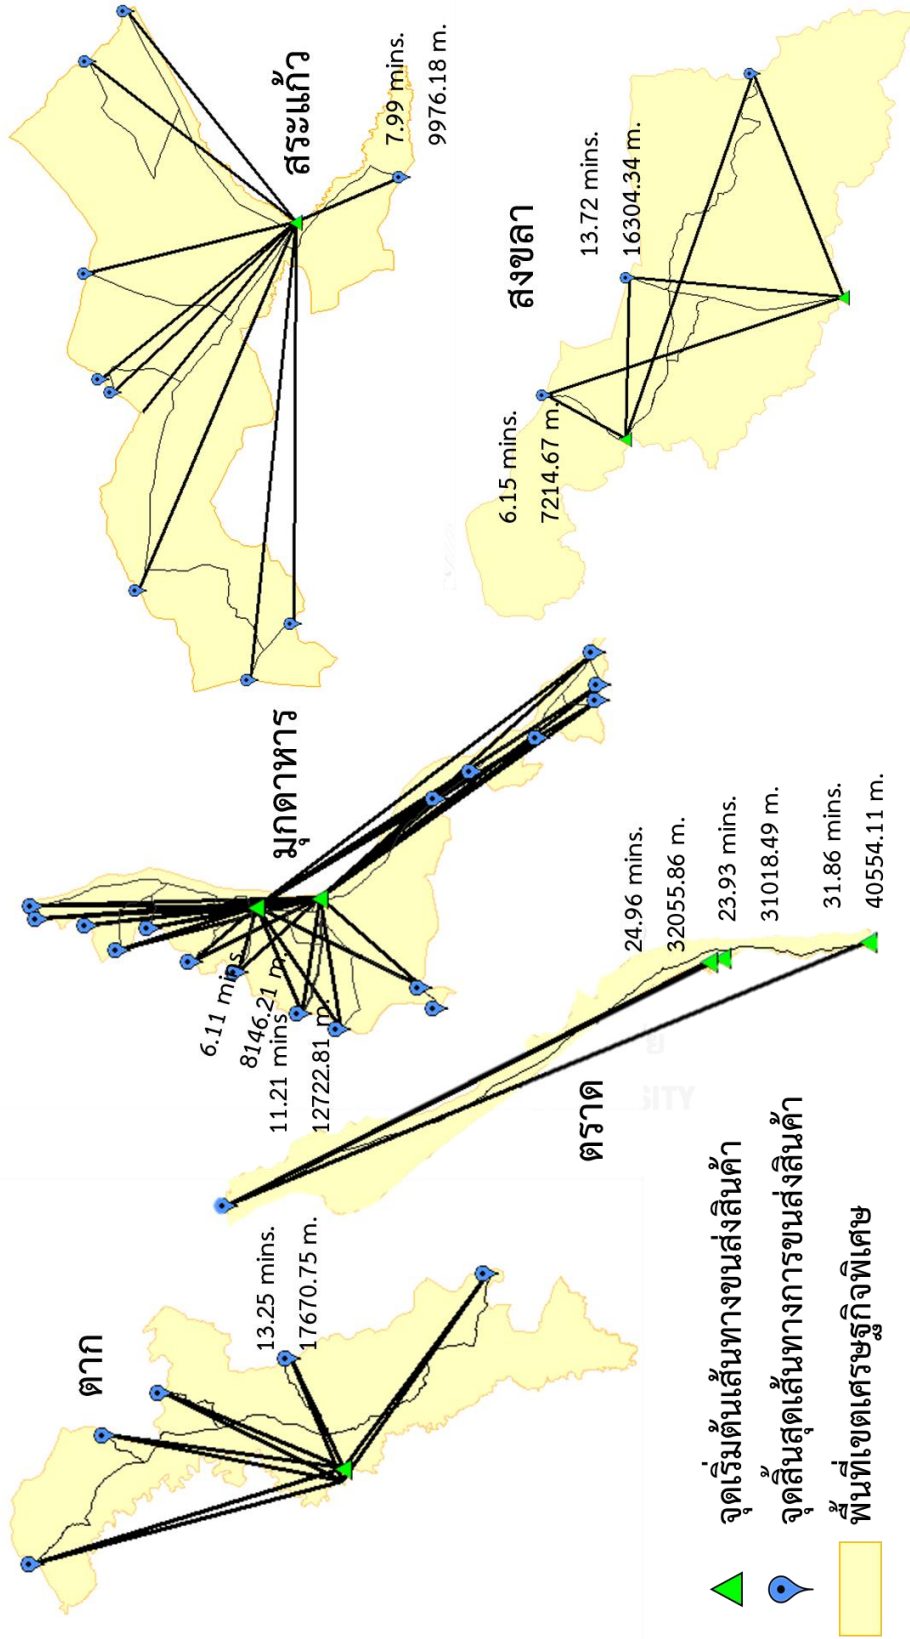 ตาก
13.25 mins.
17670.75 m.
มุกดาหาร
6.11 mins.
8146.21 m.
11.21 mins
12722.81 m.
สระแก้ว
7.99 mins.
9976.18 m.
ตราด
24.96 mins.
32055.86 m.
23.93 mins.
31018.49 m.
31.86 mins.
40554.11 m.
สงขลา
6.15 mins.
7214.67 m.
13.72 mins.
16304.34 m.
SITY
จุดเริ่มต้นเส้นทางขนส่งสินค้า
จุดสิ้นสุดเส้นทางการขนส่งสินค้า
พื้นที่เขตเศรษฐกิจพิเศษ